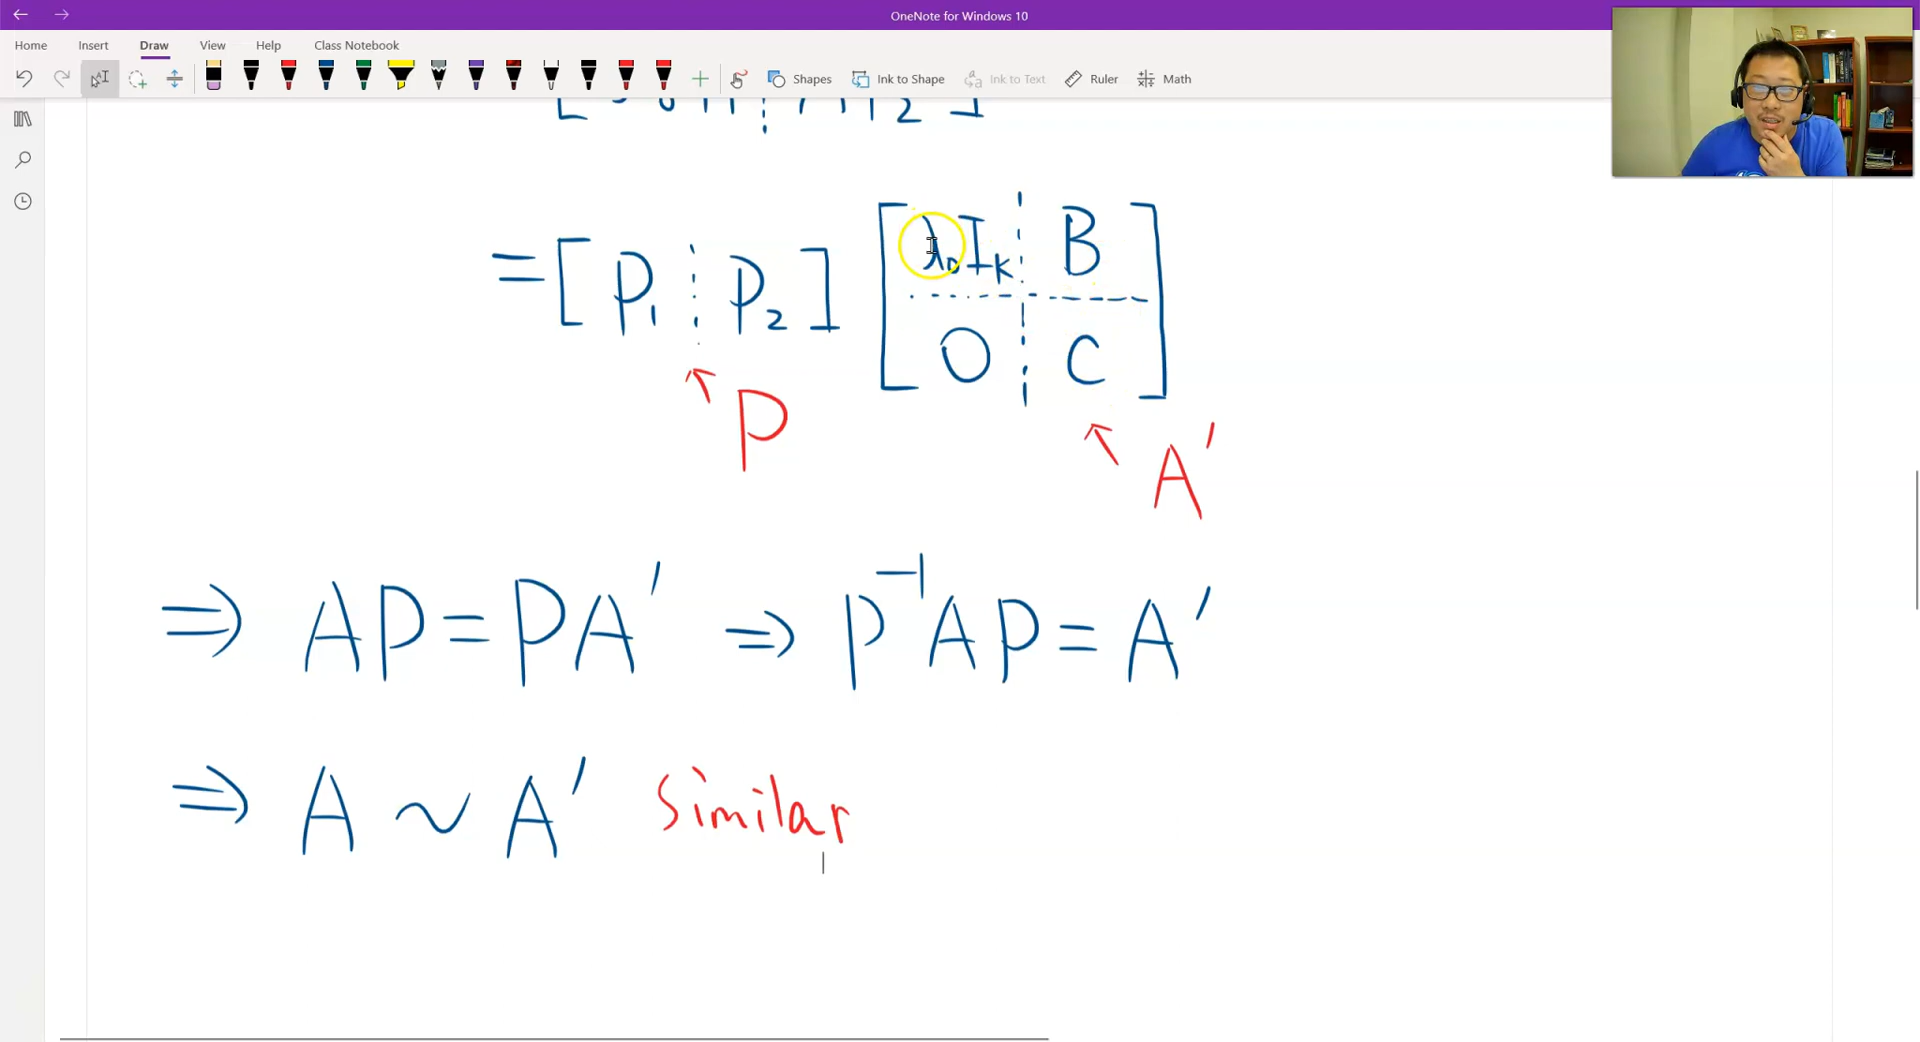 OneNote for Windows 10
Home Insert Draw View Help Class Notebook
Shapes Ink to Shape Ink to Text Ruler Math
= [ P₁ ⋮ P₂ ] [ λ₀Iₖ ⋮ B
O ⋮ C ]
P
A′
⇒ AP = PA′ ⇒ P⁻¹AP = A′
⇒ A ~ A′ Similar